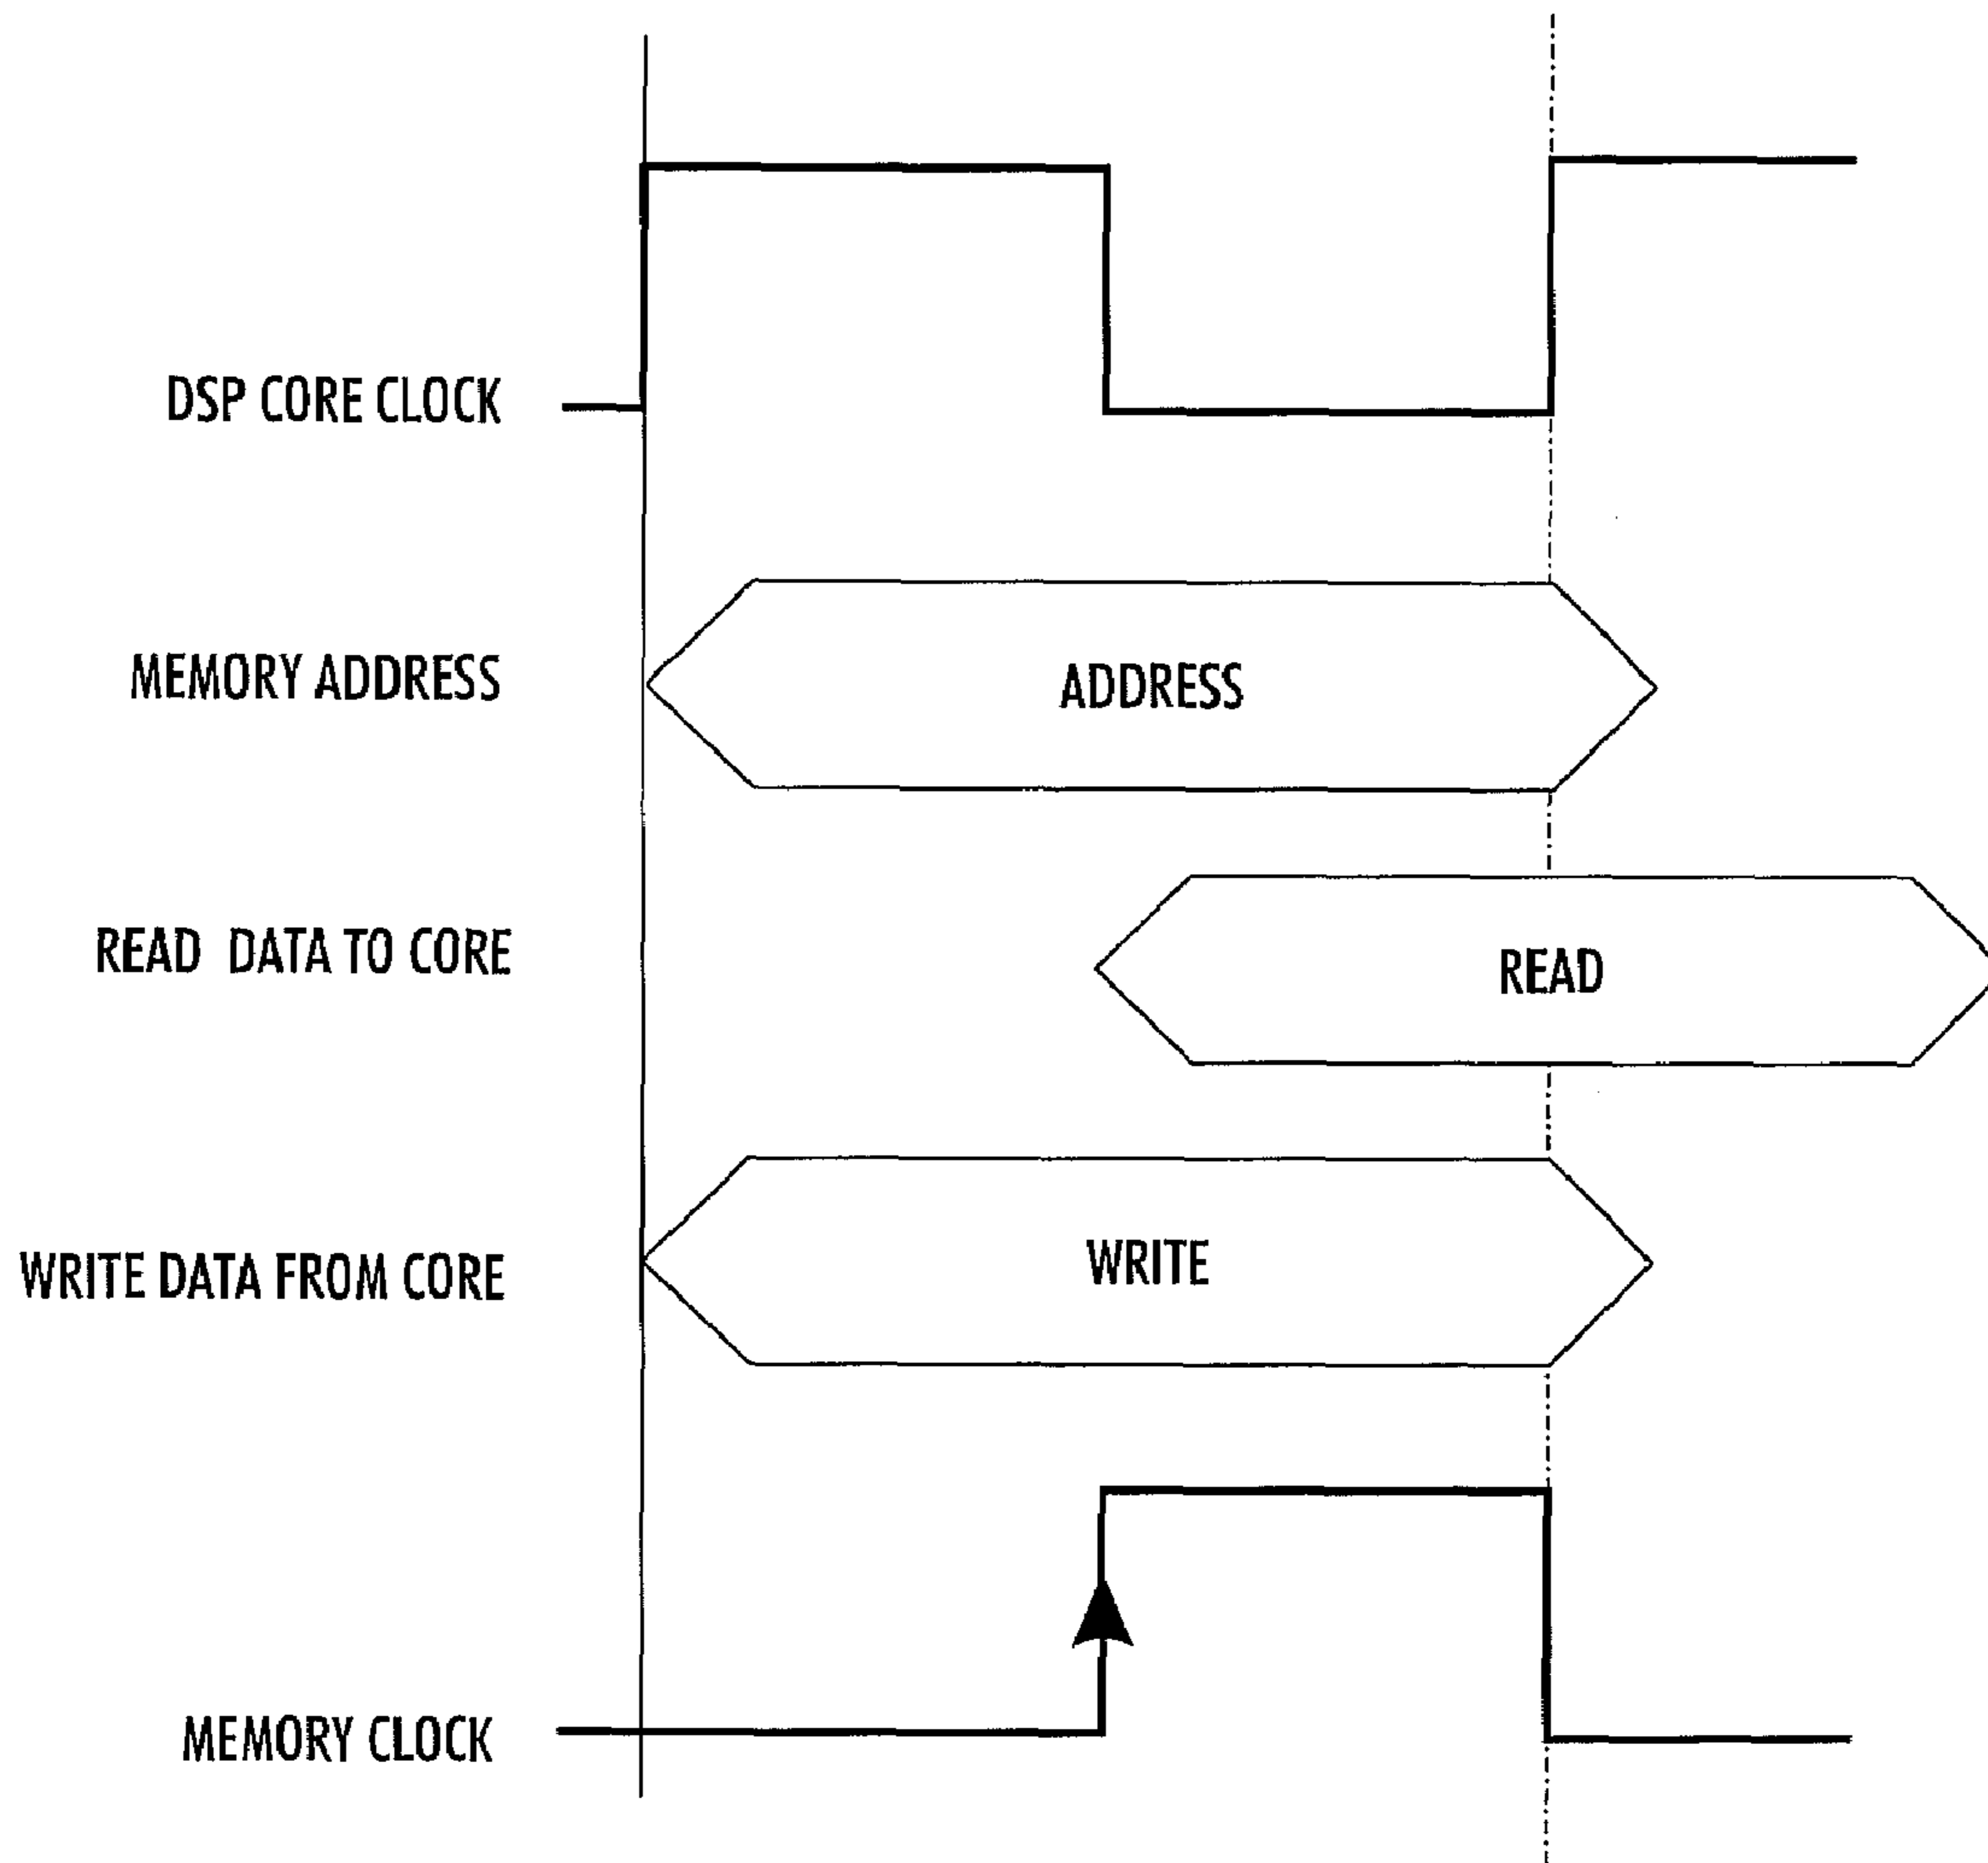 DSP CORE CLOCK
MEMORY ADDRESS
ADDRESS
READ DATA TO CORE
READ
WRITE DATA FROM CORE
WRITE
MEMORY CLOCK